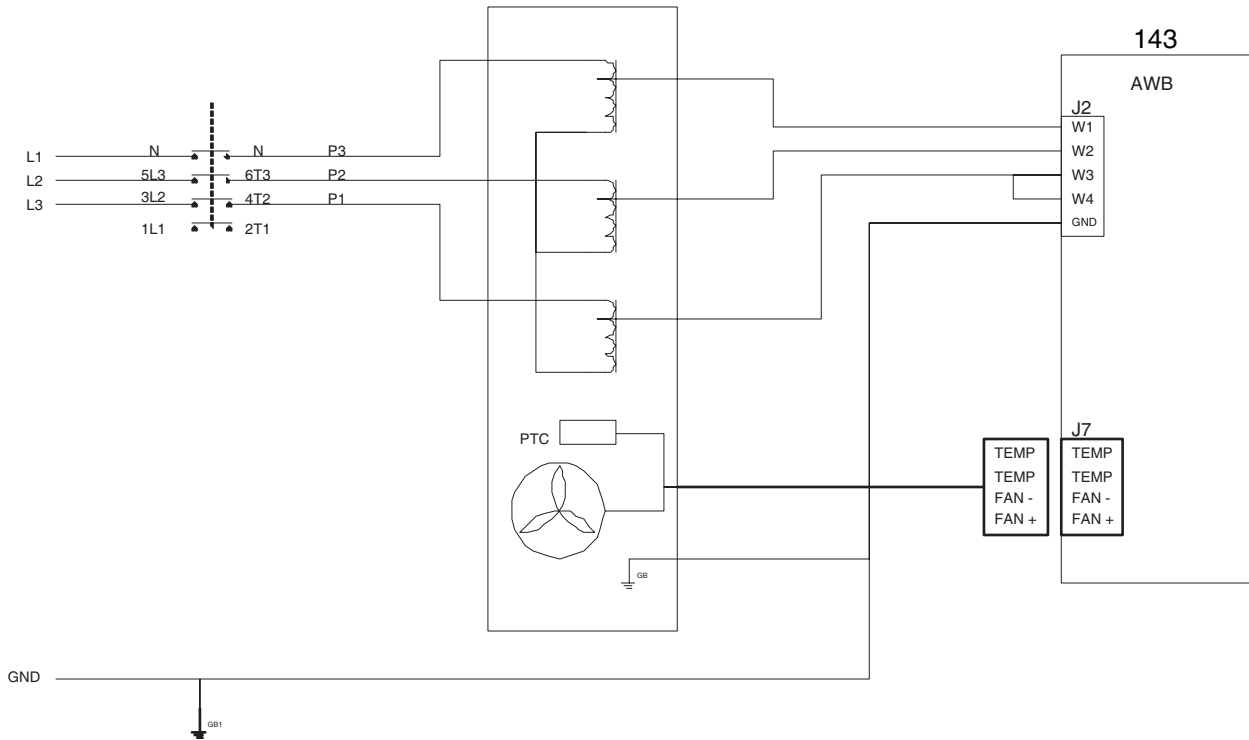 143
AWB
J2
W1
W2
W3
W4
GND
L1 N N P3
L2 5L3 6T3 P2
L3 3L2 4T2 P1
1L1 2T1
PTC
J7
TEMP TEMP
TEMP TEMP
FAN - FAN -
FAN + FAN +
GB
GND
GB1